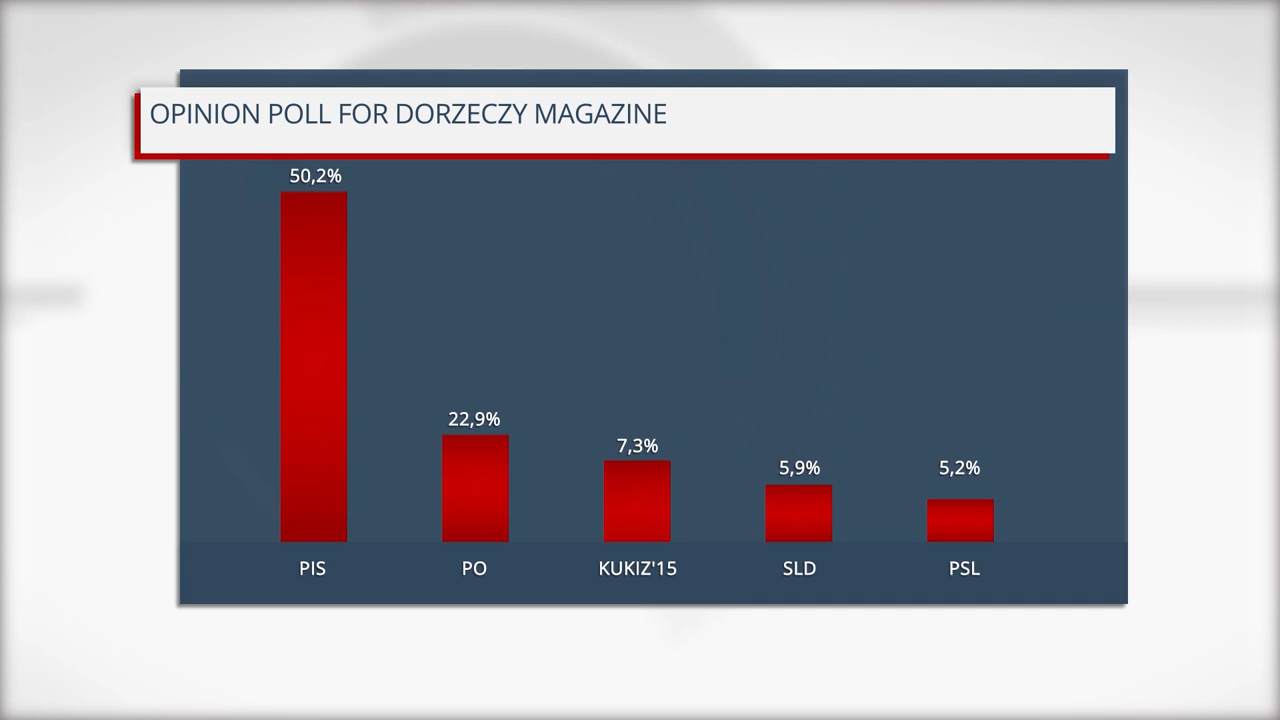 OPINION POLL FOR DORZECZY MAGAZINE
50,2%
22,9%
7,3%
5,9%
5,2%
PIS
PO
KUKIZ'15
SLD
PSL